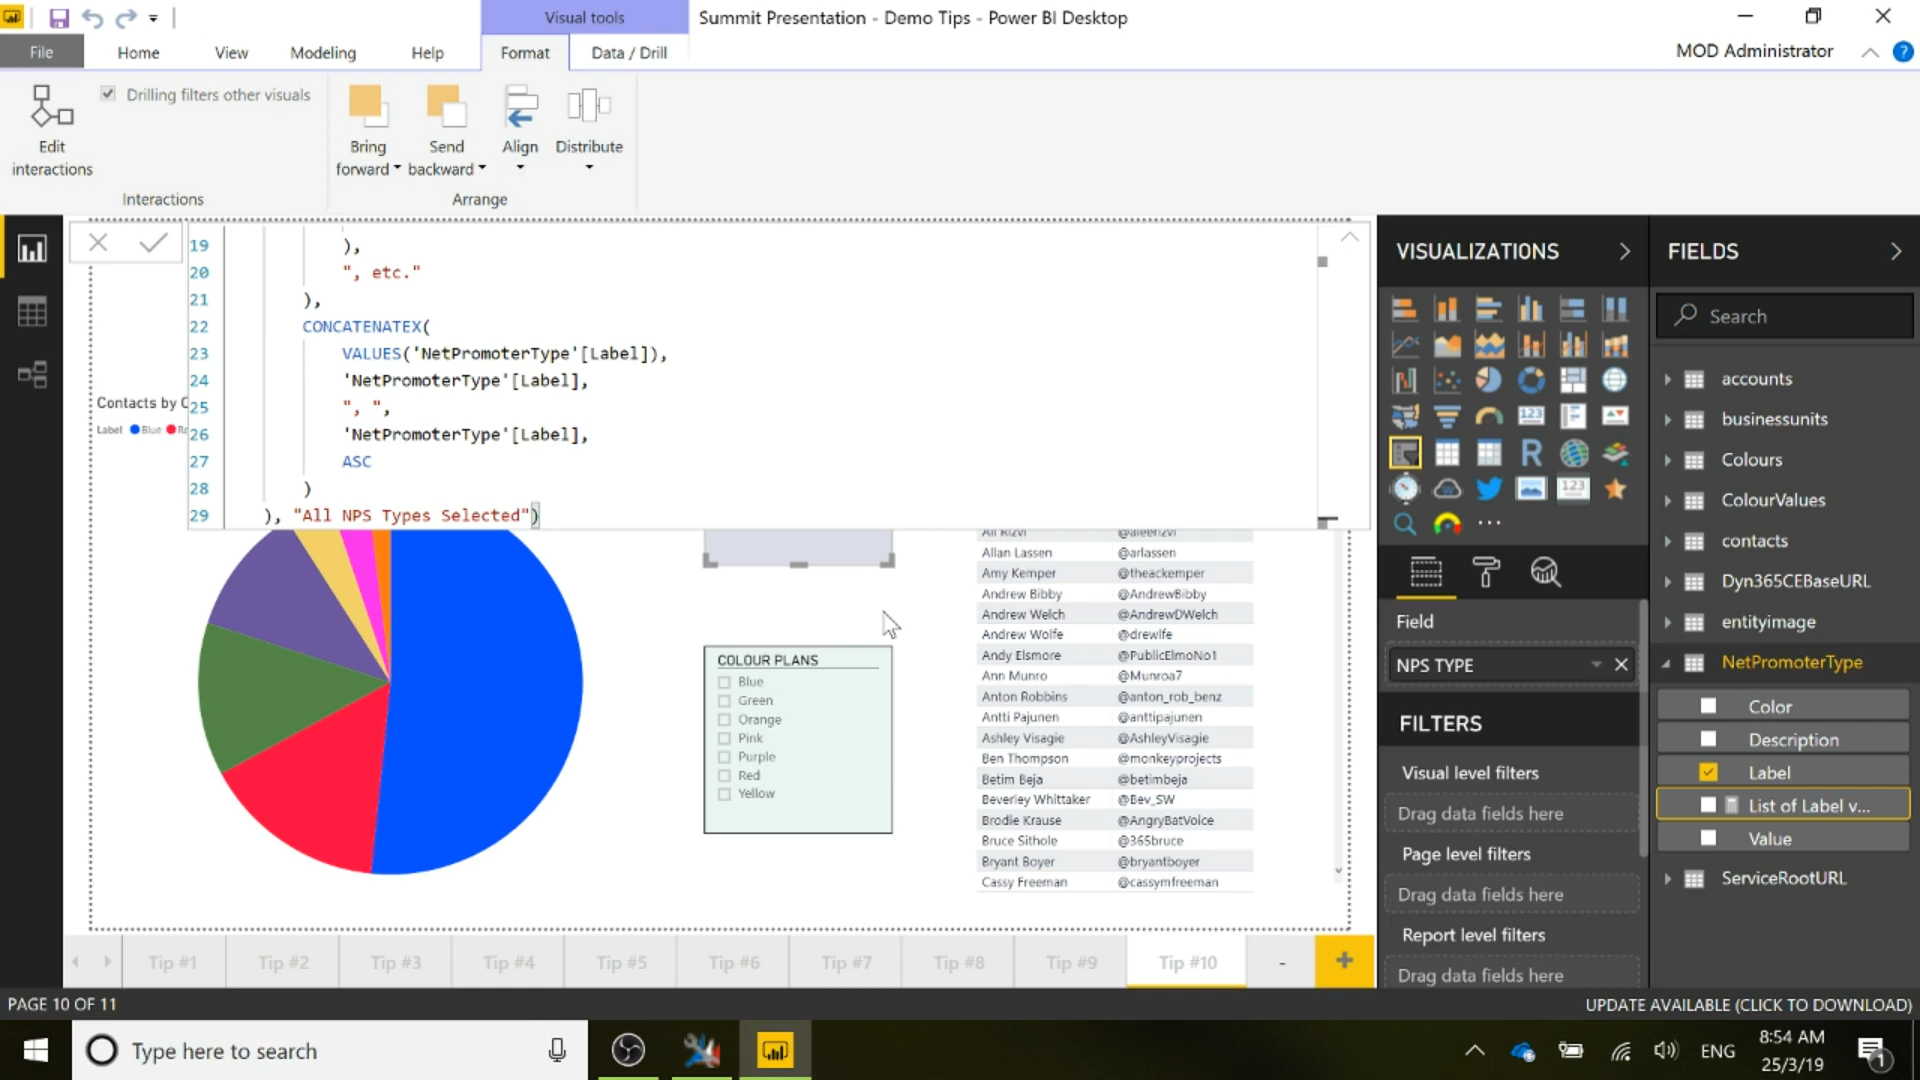 Visual tools
Summit Presentation - Demo Tips - Power BI Desktop
File
Home
View
Modeling
Help
Format
Data / Drill
MOD Administrator
?
Edit
interactions
Drilling filters other visuals
Bring
forward
Send
backward
Align
Distribute
Interactions
Arrange
19 ),
20 ", etc."
21 ),
22 CONCATENATEX(
23 VALUES('NetPromoterType'[Label]),
24 'NetPromoterType'[Label],
25 ", ",
26 'NetPromoterType'[Label],
27 ASC
28 )
29 ), "All NPS Types Selected")
Contacts by C
Label Blue Re
COLOUR PLANS
Blue
Green
Orange
Pink
Purple
Red
Yellow
Ali Rizvi @aleerizvi
Allan Lassen @arlassen
Amy Kemper @theackemper
Andrew Bibby @AndrewBibby
Andrew Welch @AndrewDWelch
Andrew Wolfe @drewlfe
Andy Elsmore @PublicElmoNo1
Ann Munro @Munroa7
Anton Robbins @anton_rob_benz
Antti Pajunen @anttipajunen
Ashley Visagie @AshleyVisagie
Ben Thompson @monkeyprojects
Betim Beja @betimbeja
Beverley Whittaker @Bev_SW
Brodie Krause @AngryBatVoice
Bruce Sithole @365bruce
Bryant Boyer @bryantboyer
Cassy Freeman @cassymfreeman
VISUALIZATIONS
123
R
123
Field
NPS TYPE
FILTERS
Visual level filters
Drag data fields here
Page level filters
Drag data fields here
Report level filters
Drag data fields here
FIELDS
Search
accounts
businessunits
Colours
ColourValues
contacts
Dyn365CEBaseURL
entityimage
NetPromoterType
Color
Description
Label
List of Label v...
Value
ServiceRootURL
Tip #1
Tip #2
Tip #3
Tip #4
Tip #5
Tip #6
Tip #7
Tip #8
Tip #9
Tip #10
-
+
PAGE 10 OF 11
UPDATE AVAILABLE (CLICK TO DOWNLOAD)
Type here to search
ENG
8:54 AM
25/3/19
1